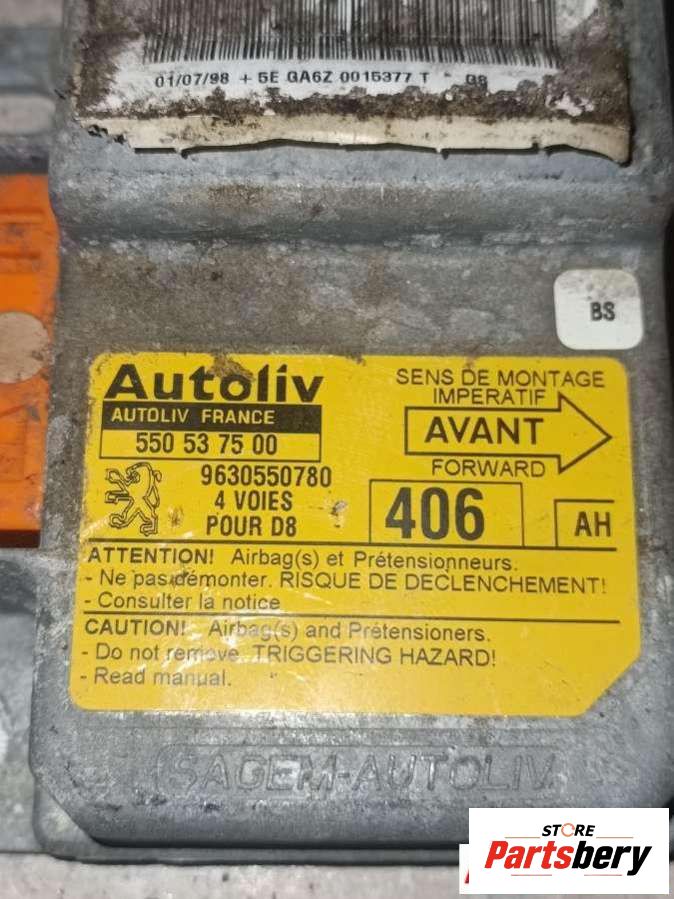 01/07/98 + 5E GA6Z 0015377 T
BS
Autoliv
AUTOLIV FRANCE
550 53 75 00
9630550780
4 VOIES
POUR D8
SENS DE MONTAGE
IMPERATIF
AVANT
FORWARD
406
AH
ATTENTION! Airbag(s) et Prétensionneurs.
- Ne pas démonter. RISQUE DE DECLENCHEMENT!
- Consulter la notice
CAUTION! Airbag(s) and Prétensioners.
- Do not remove. TRIGGERING HAZARD!
- Read manual.
SAGEM-AUTOLIV
STORE
Partsbery